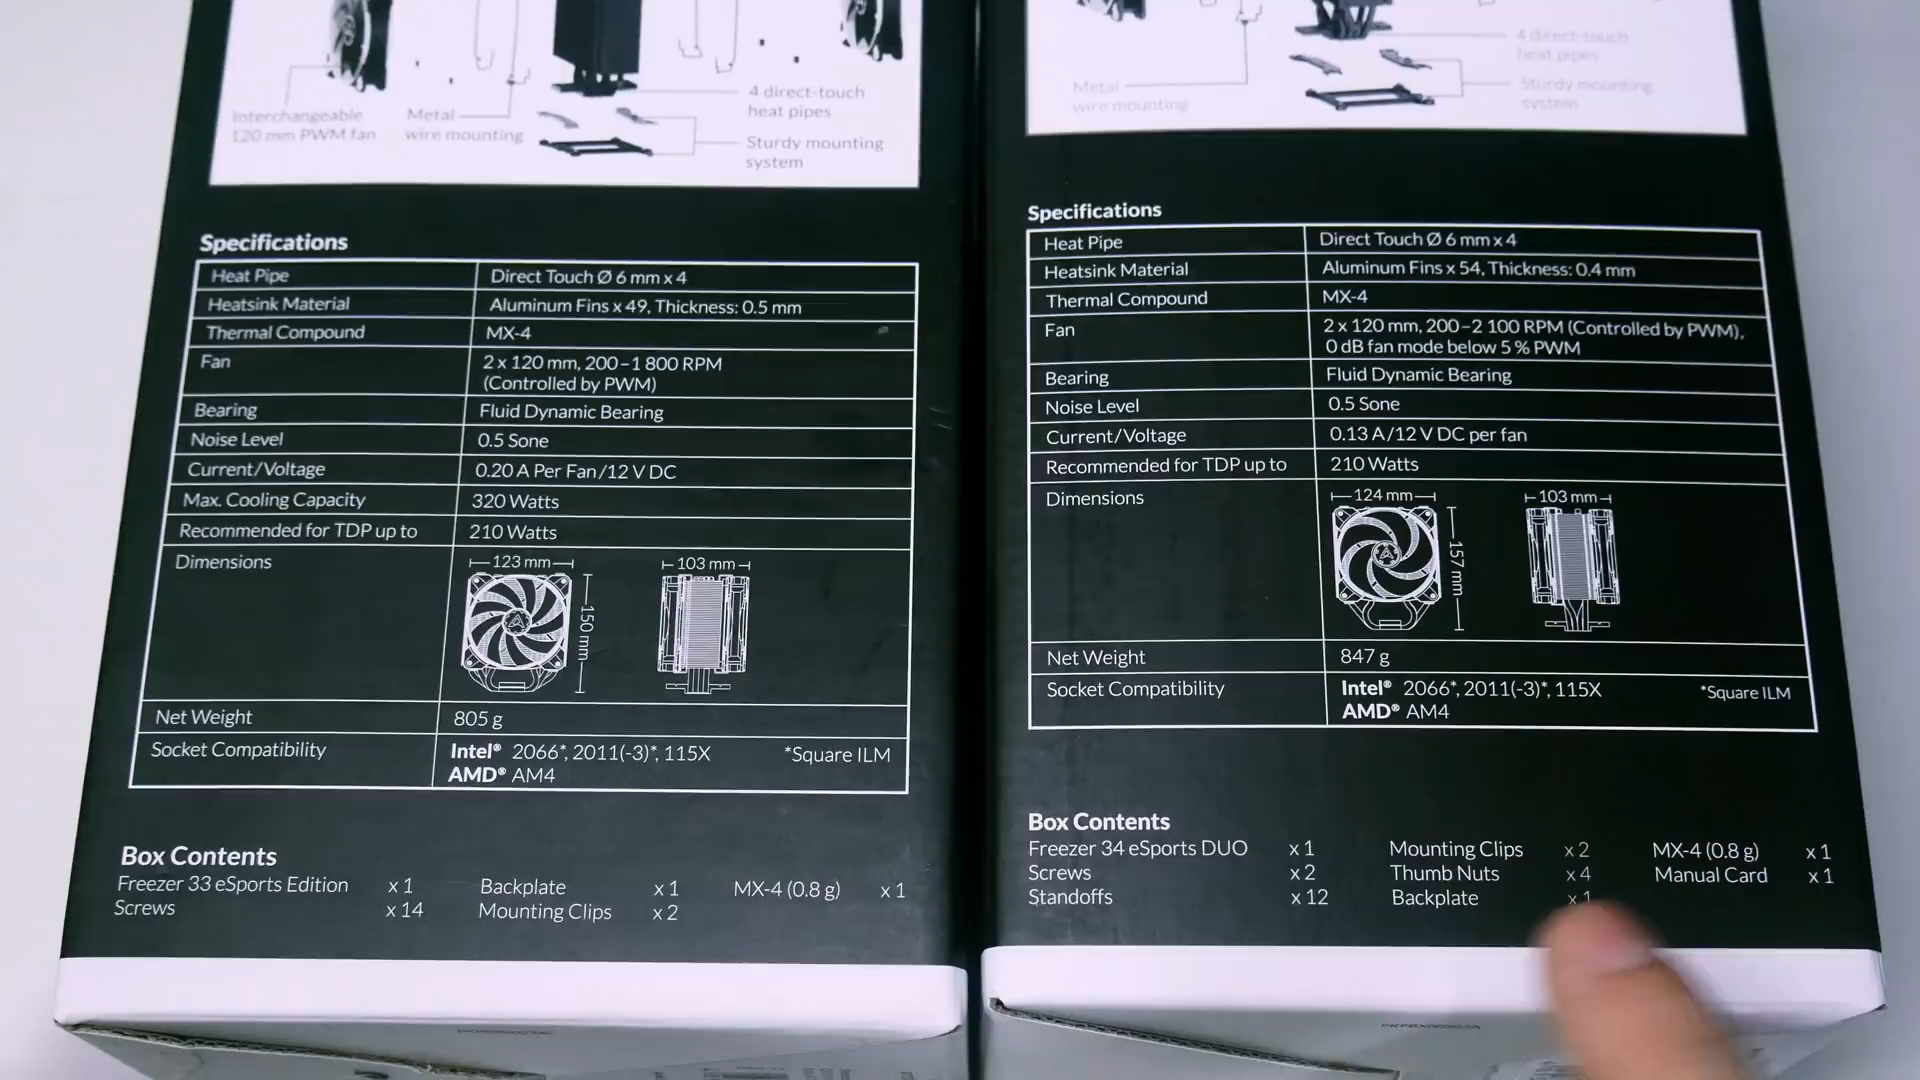 Interchangeable
120 mm PWM fan
Metal
wire mounting
4 direct-touch
heat pipes
Sturdy mounting
system
Specifications
Heat Pipe Direct Touch Ø 6 mm x 4
Heatsink Material Aluminum Fins x 49, Thickness: 0.5 mm
Thermal Compound MX-4
Fan 2 x 120 mm, 200–1 800 RPM
(Controlled by PWM)
Bearing Fluid Dynamic Bearing
Noise Level 0.5 Sone
Current/Voltage 0.20 A Per Fan/12 V DC
Max. Cooling Capacity 320 Watts
Recommended for TDP up to 210 Watts
Dimensions 123 mm 103 mm
150 mm
Net Weight 805 g
Socket Compatibility Intel® 2066*, 2011(-3)*, 115X *Square ILM
AMD® AM4
Box Contents
Freezer 33 eSports Edition x 1 Backplate x 1 MX-4 (0.8 g) x 1
Screws x 14 Mounting Clips x 2
Metal
wire mounting
4 direct-touch
heat pipes
Sturdy mounting
system
Specifications
Heat Pipe Direct Touch Ø 6 mm x 4
Heatsink Material Aluminum Fins x 54, Thickness: 0.4 mm
Thermal Compound MX-4
Fan 2 x 120 mm, 200–2 100 RPM (Controlled by PWM),
0 dB fan mode below 5 % PWM
Bearing Fluid Dynamic Bearing
Noise Level 0.5 Sone
Current/Voltage 0.13 A/12 V DC per fan
Recommended for TDP up to 210 Watts
Dimensions 124 mm 103 mm
157 mm
Net Weight 847 g
Socket Compatibility Intel® 2066*, 2011(-3)*, 115X *Square ILM
AMD® AM4
Box Contents
Freezer 34 eSports DUO x 1 Mounting Clips x 2 MX-4 (0.8 g) x 1
Screws x 2 Thumb Nuts x 4 Manual Card x 1
Standoffs x 12 Backplate x 1